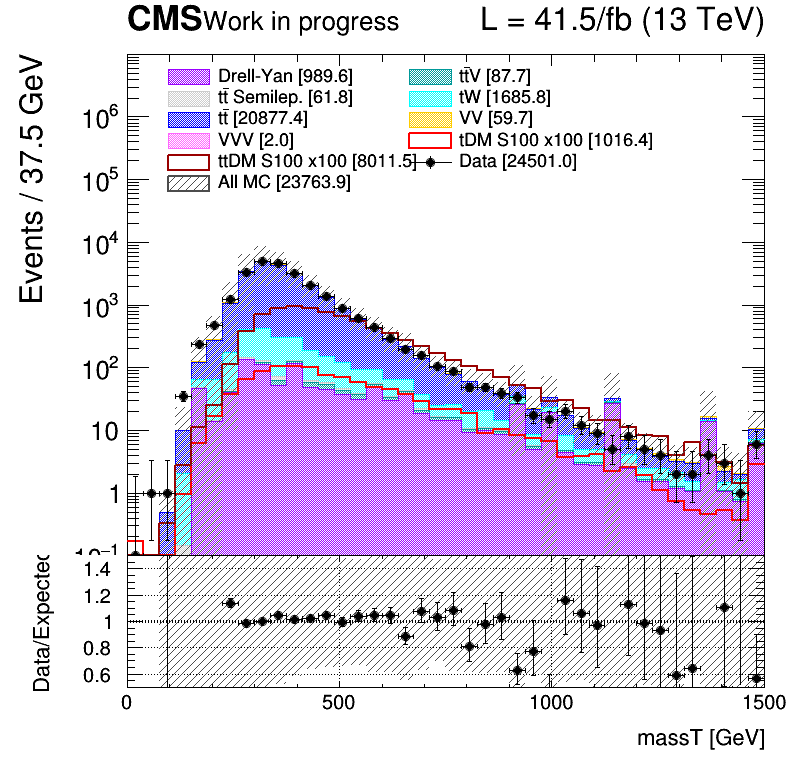 CMS Work in progress L = 41.5/fb (13 TeV)
Events / 37.5 GeV
Drell-Yan [989.6] tt̄V [87.7]
tt̄ Semilep. [61.8] tW [1685.8]
tt̄ [20877.4] VV [59.7]
VVV [2.0] tDM S100 x100 [1016.4]
ttDM S100 x100 [8011.5] Data [24501.0]
All MC [23763.9]
10⁶
10⁵
10⁴
10³
10²
10
1
10⁻¹
Data/Expected
1.4
1.2
1
0.8
0.6
0 500 1000 1500
massT [GeV]